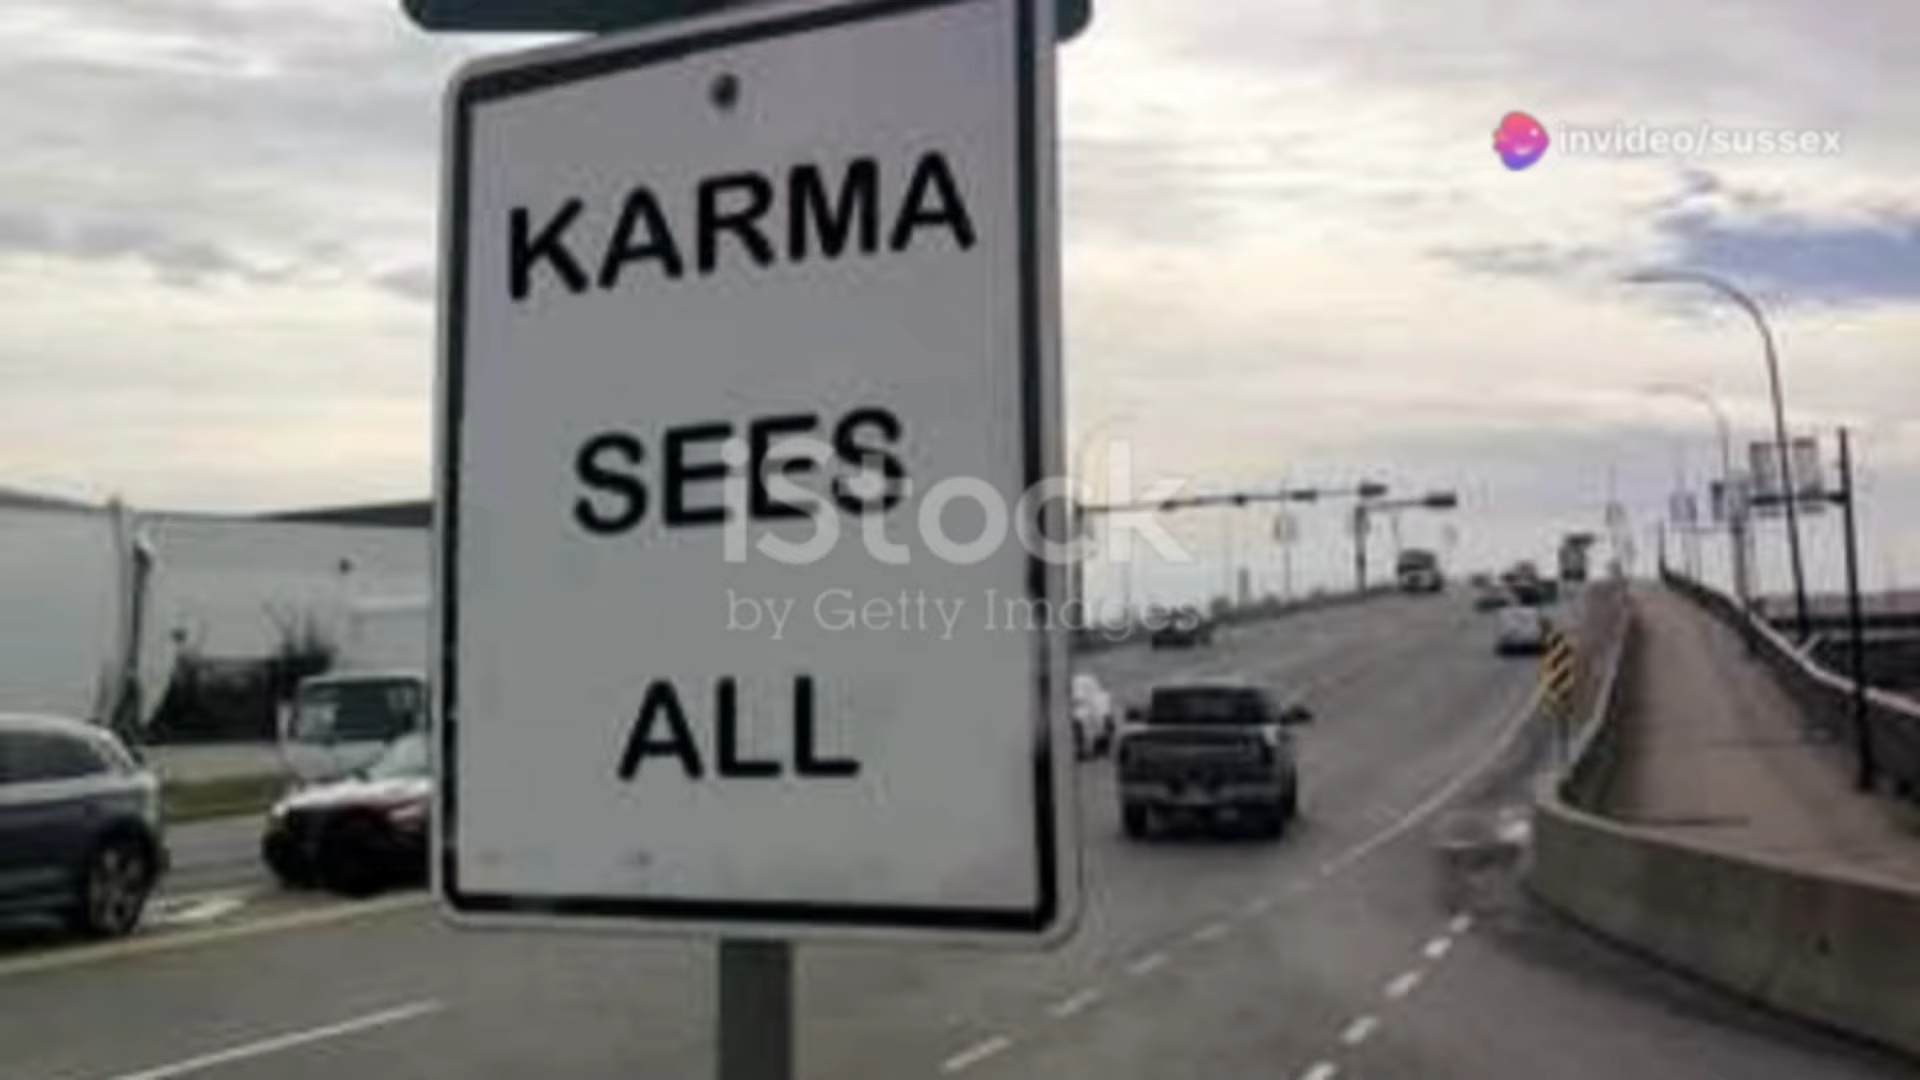 invideo/sussex
KARMA
SEES
ALL
iStock
by Getty Images